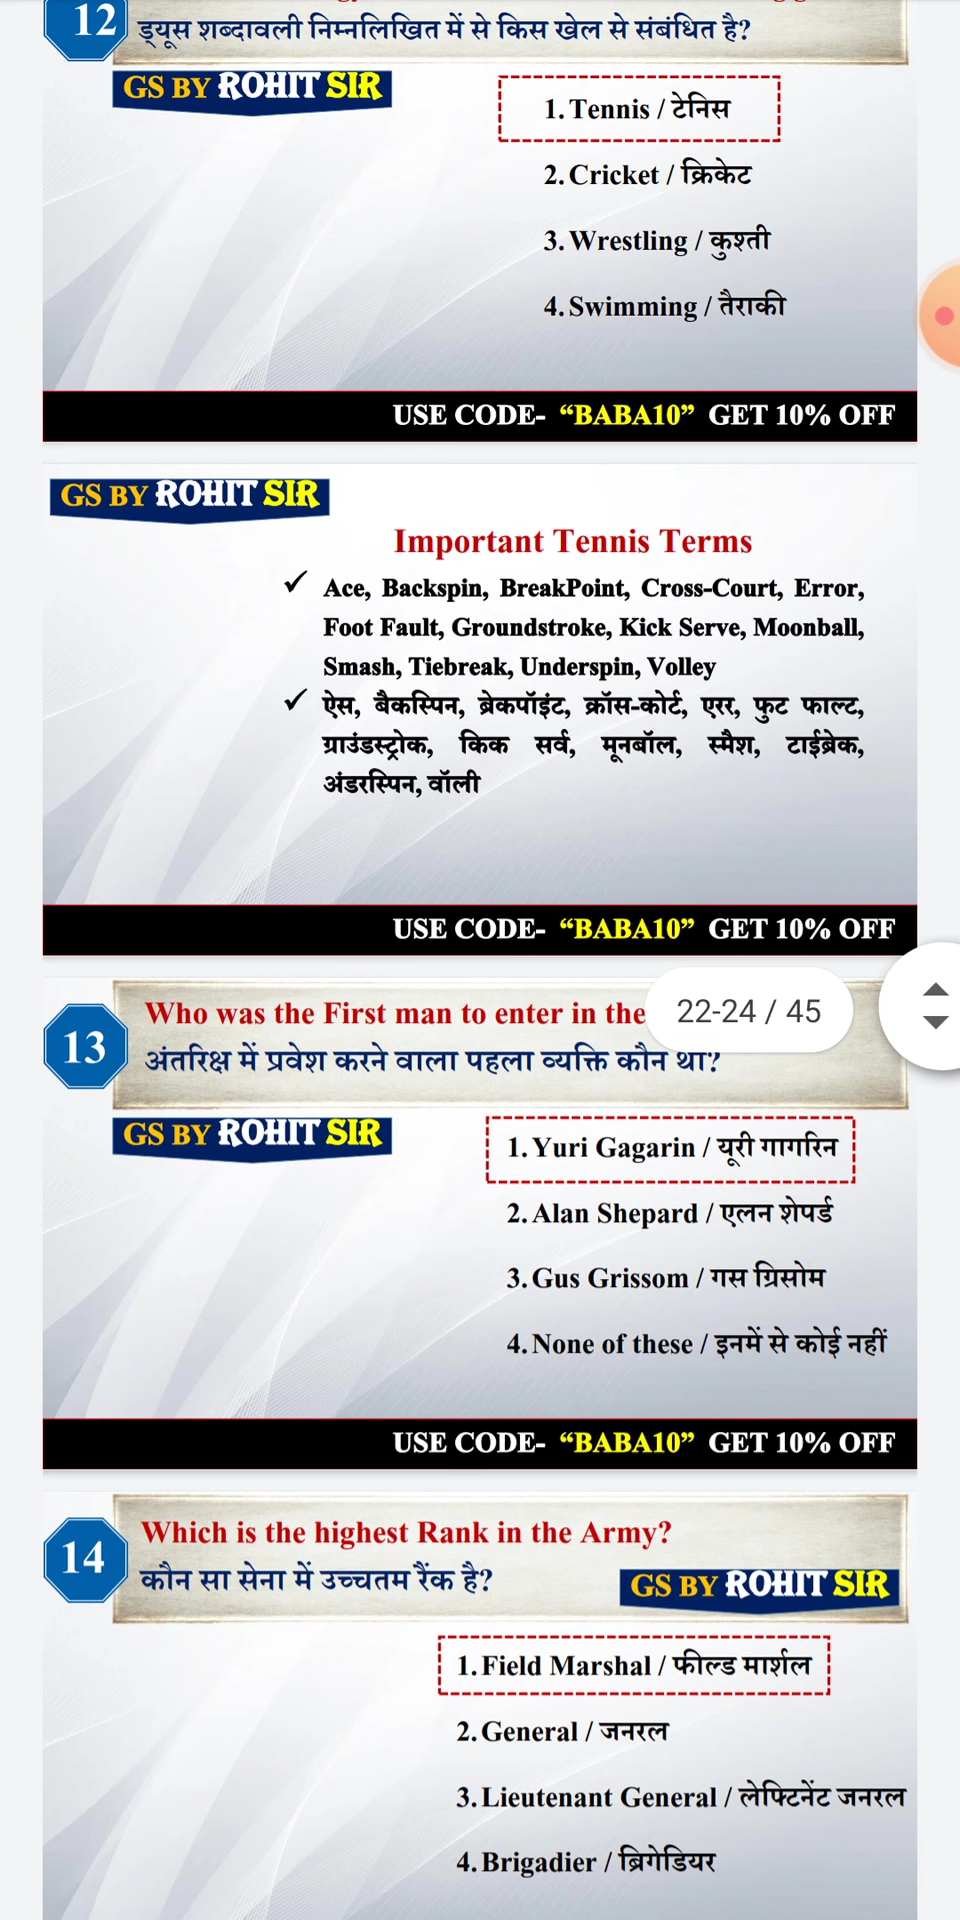 12
ड्यूस शब्दावली निम्नलिखित में से किस खेल से संबंधित है?
GS BY ROHIT SIR
1. Tennis / टेनिस
2. Cricket / क्रिकेट
3. Wrestling / कुश्ती
4. Swimming / तैराकी
USE CODE- “BABA10” GET 10% OFF
GS BY ROHIT SIR
Important Tennis Terms
✓ Ace, Backspin, BreakPoint, Cross-Court, Error,
Foot Fault, Groundstroke, Kick Serve, Moonball,
Smash, Tiebreak, Underspin, Volley
✓ ऐस, बैकस्पिन, ब्रेकपॉइंट, क्रॉस-कोर्ट, एरर, फुट फाल्ट,
ग्राउंडस्ट्रोक, किक सर्व, मूनबॉल, स्मैश, टाईब्रेक,
अंडरस्पिन, वॉली
USE CODE- “BABA10” GET 10% OFF
13
Who was the First man to enter in the
22-24 / 45
अंतरिक्ष में प्रवेश करने वाला पहला व्यक्ति कौन था?
GS BY ROHIT SIR
1. Yuri Gagarin / यूरी गागरिन
2. Alan Shepard / एलन शेपर्ड
3. Gus Grissom / गस ग्रिसोम
4. None of these / इनमें से कोई नहीं
USE CODE- “BABA10” GET 10% OFF
14
Which is the highest Rank in the Army?
कौन सा सेना में उच्चतम रैंक है?
GS BY ROHIT SIR
1. Field Marshal / फील्ड मार्शल
2. General / जनरल
3. Lieutenant General / लेफ्टिनेंट जनरल
4. Brigadier / ब्रिगेडियर